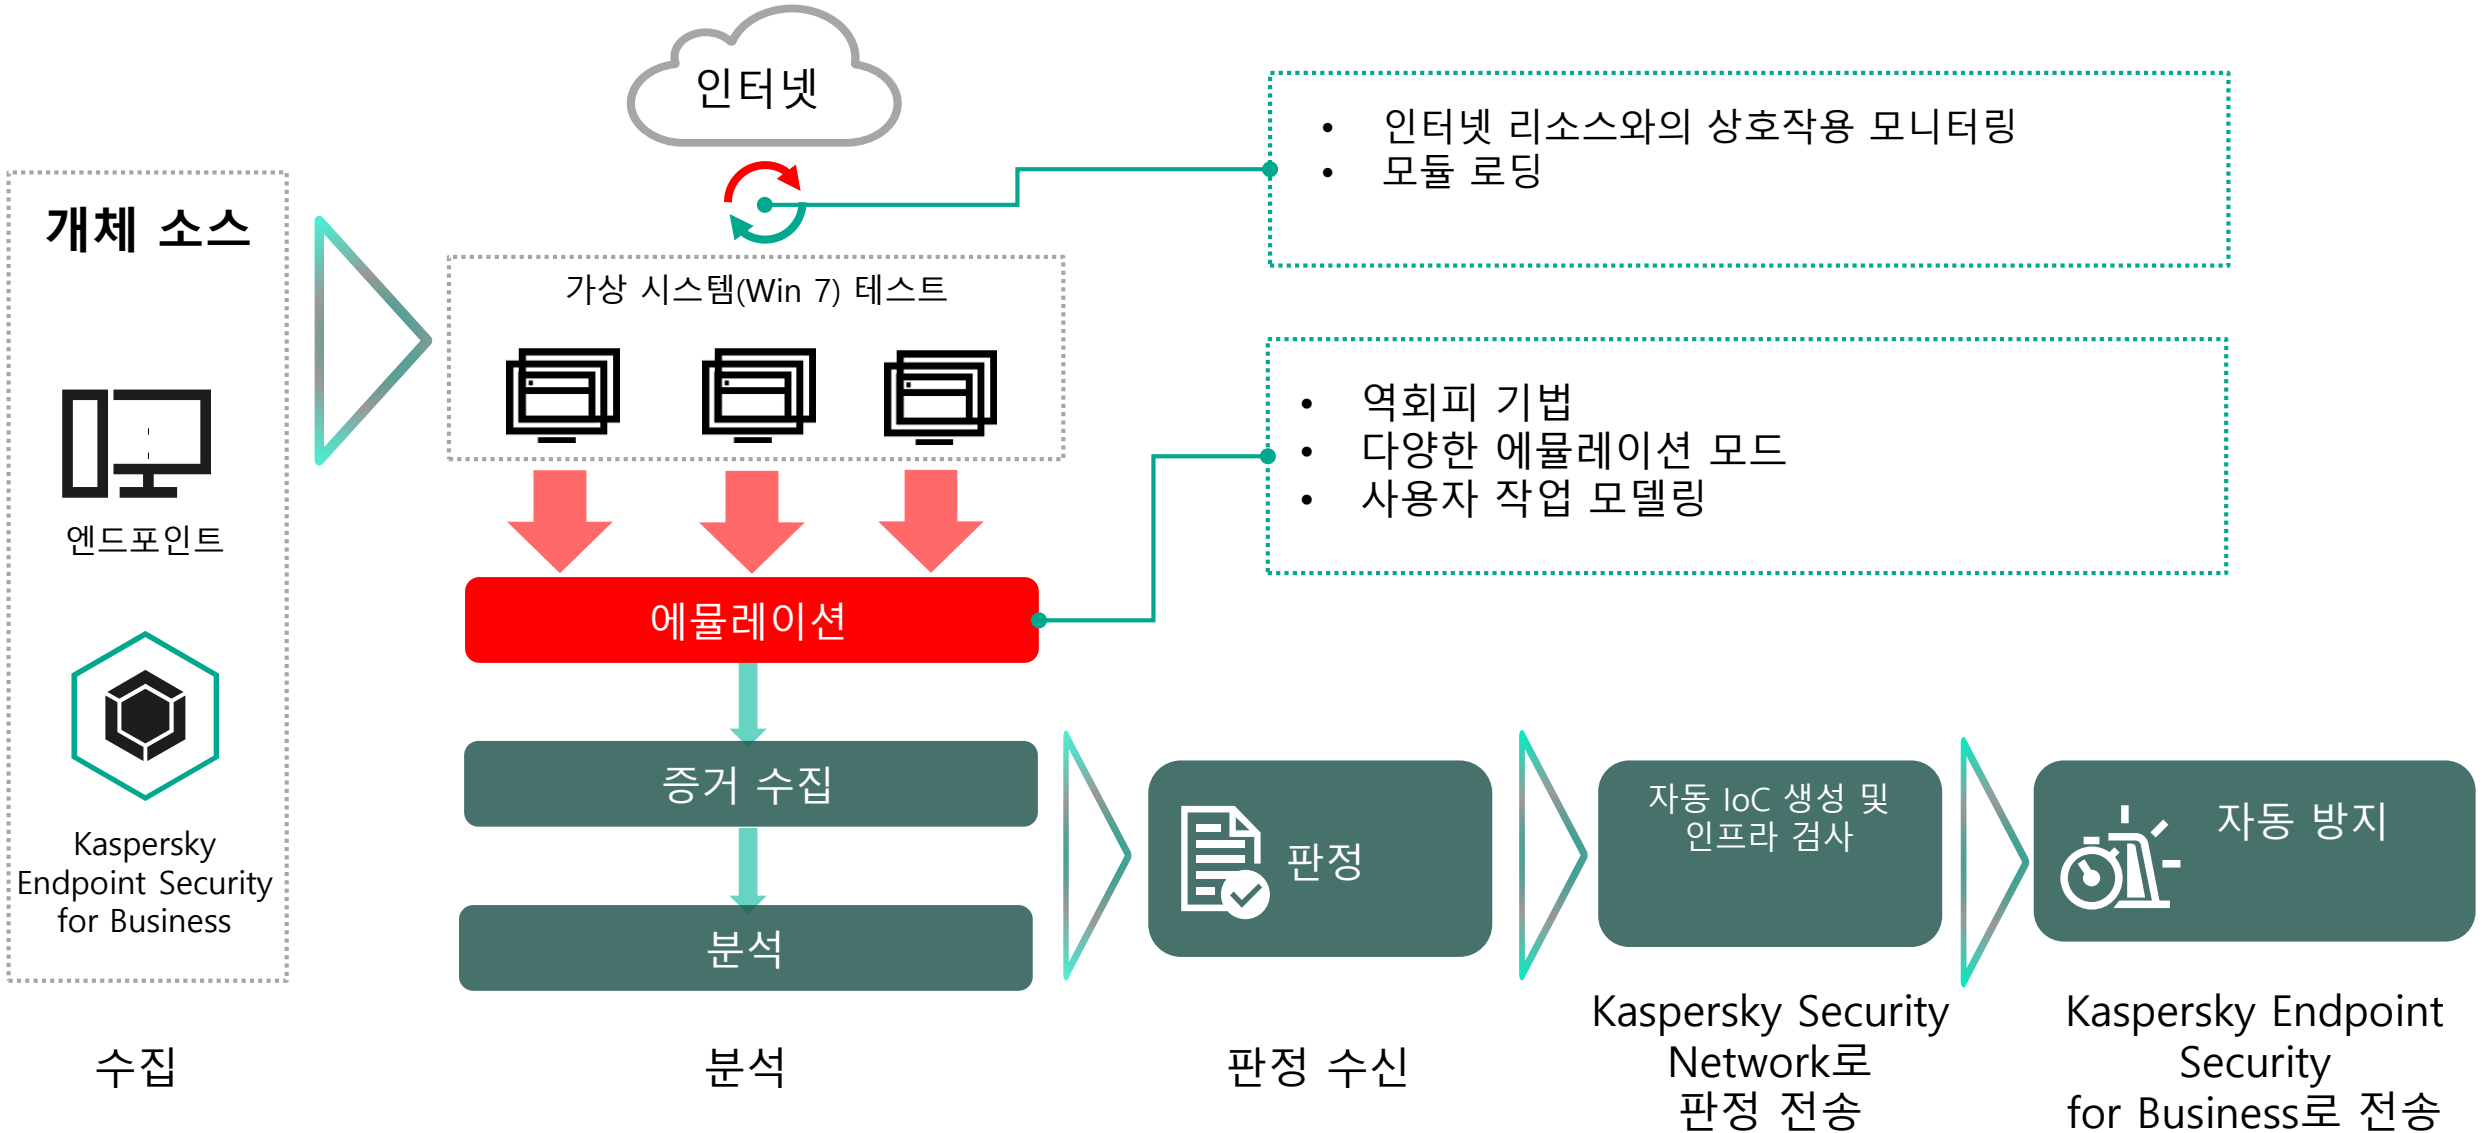 인터넷
• 인터넷 리소스와의 상호작용 모니터링
• 모듈 로딩
개체 소스
가상 시스템(Win 7) 테스트
• 역회피 기법
• 다양한 에뮬레이션 모드
• 사용자 작업 모델링
엔드포인트
에뮬레이션
Kaspersky
Endpoint Security
for Business
증거 수집
분석
판정
자동 IoC 생성 및
인프라 검사
자동 방지
수집
분석
판정 수신
Kaspersky Security
Network로
판정 전송
Kaspersky Endpoint
Security
for Business로 전송